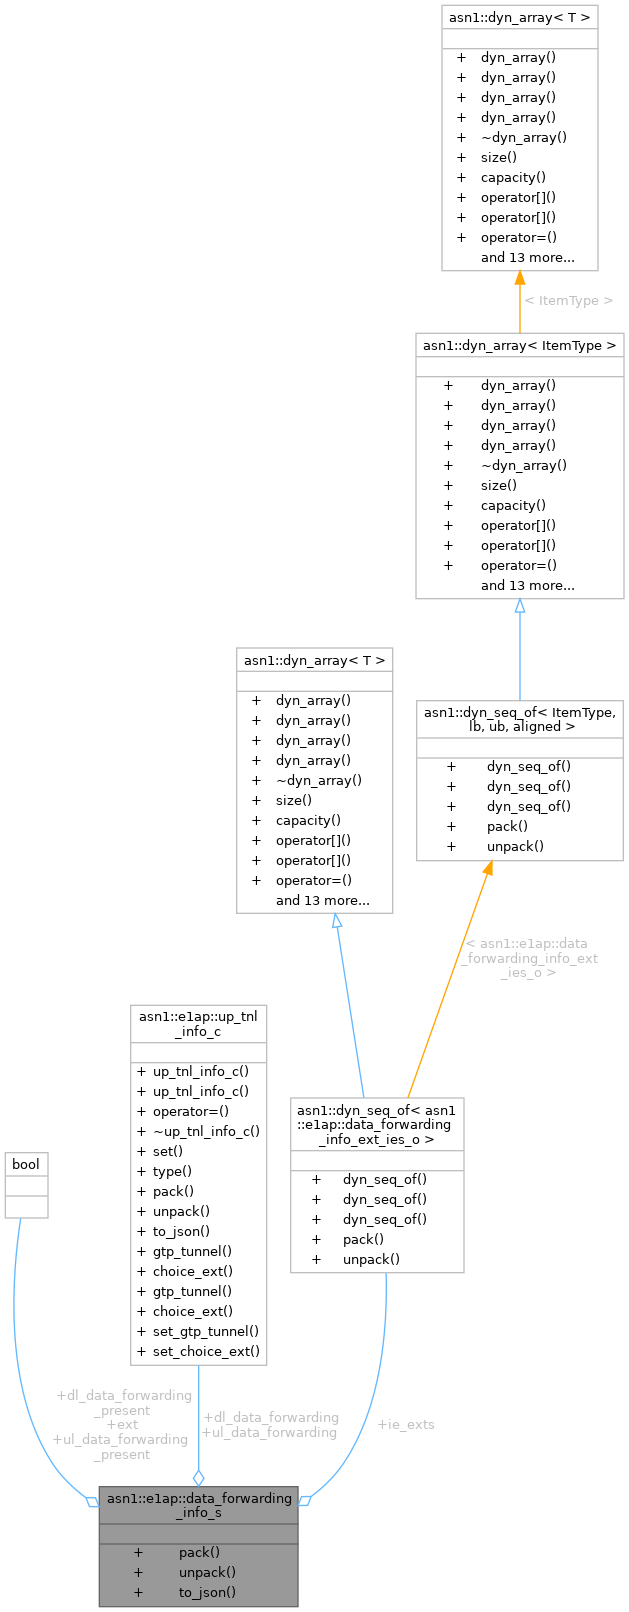 asn1::dyn_array< T >
+ dyn_array()
+ dyn_array()
+ dyn_array()
+ dyn_array()
+ ~dyn_array()
+ size()
+ capacity()
+ operator[]()
+ operator[]()
+ operator=()
and 13 more...
< ItemType >
asn1::dyn_array< ItemType >
+ dyn_array()
+ dyn_array()
+ dyn_array()
+ dyn_array()
+ ~dyn_array()
+ size()
+ capacity()
+ operator[]()
+ operator[]()
+ operator=()
and 13 more...
asn1::dyn_array< T >
+ dyn_array()
+ dyn_array()
+ dyn_array()
+ dyn_array()
+ ~dyn_array()
+ size()
+ capacity()
+ operator[]()
+ operator[]()
+ operator=()
and 13 more...
asn1::dyn_seq_of< ItemType,
lb, ub, aligned >
+ dyn_seq_of()
+ dyn_seq_of()
+ dyn_seq_of()
+ pack()
+ unpack()
< asn1::e1ap::data
_forwarding_info_ext
_ies_o >
asn1::e1ap::up_tnl
_info_c
+ up_tnl_info_c()
+ up_tnl_info_c()
+ operator=()
+ ~up_tnl_info_c()
+ set()
+ type()
+ pack()
+ unpack()
+ to_json()
+ gtp_tunnel()
+ choice_ext()
+ gtp_tunnel()
+ choice_ext()
+ set_gtp_tunnel()
+ set_choice_ext()
asn1::dyn_seq_of< asn1
::e1ap::data_forwarding
_info_ext_ies_o >
+ dyn_seq_of()
+ dyn_seq_of()
+ dyn_seq_of()
+ pack()
+ unpack()
bool
+dl_data_forwarding
_present
+ext
+ul_data_forwarding
_present
+dl_data_forwarding
+ul_data_forwarding
+ie_exts
asn1::e1ap::data_forwarding
_info_s
+ pack()
+ unpack()
+ to_json()